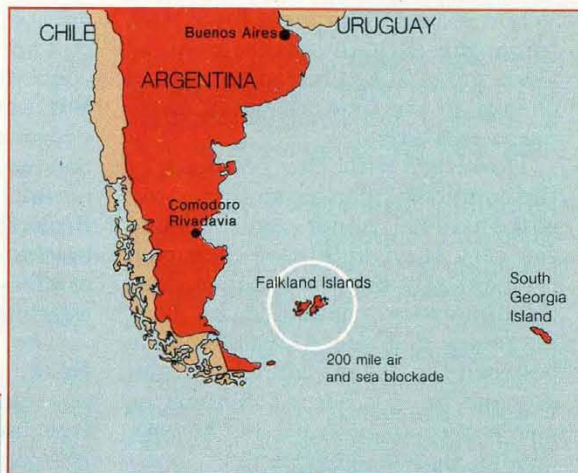 CHILE
URUGUAY
Buenos Aires
ARGENTINA
Comodoro
Rivadavia
Falkland Islands
South
Georgia
Island
200 mile air
and sea blockade